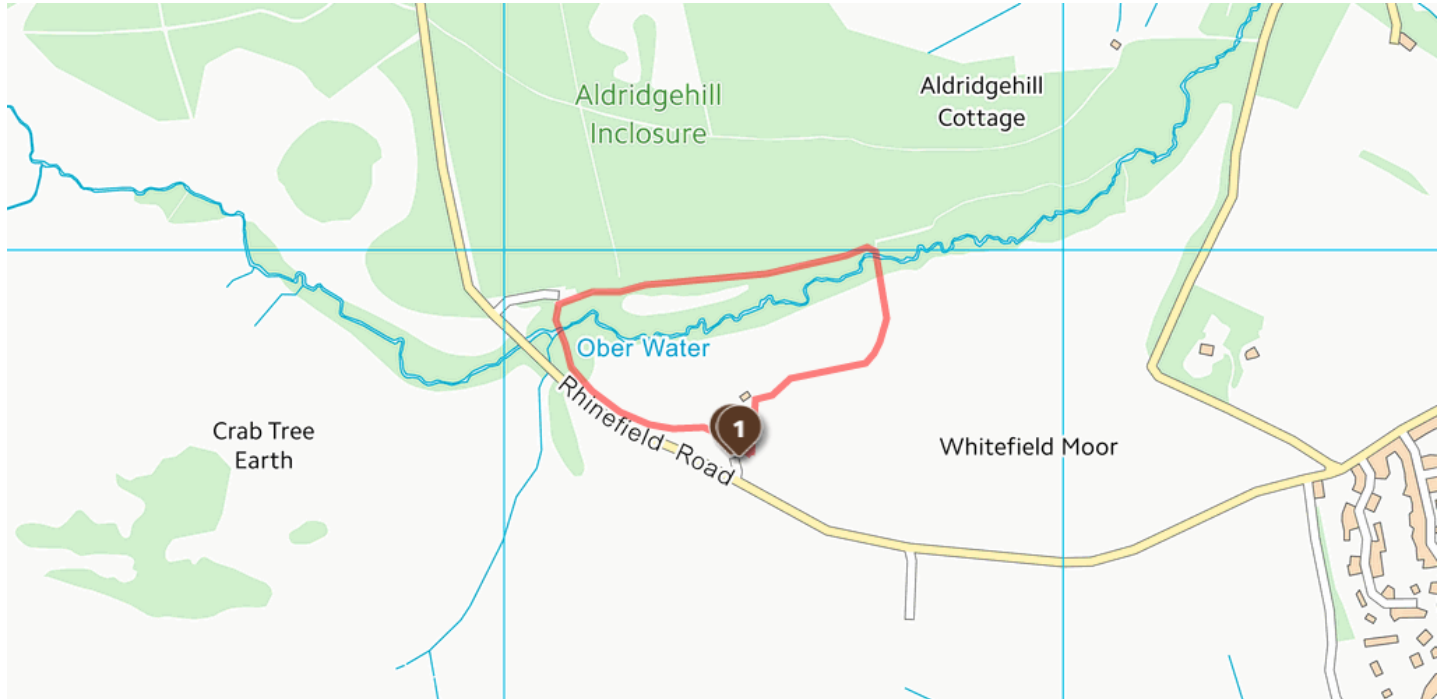 Aldridgehill
Inclosure
Aldridgehill
Cottage
Ober Water
Rhinefield Road
1
Crab Tree
Earth
Whitefield Moor